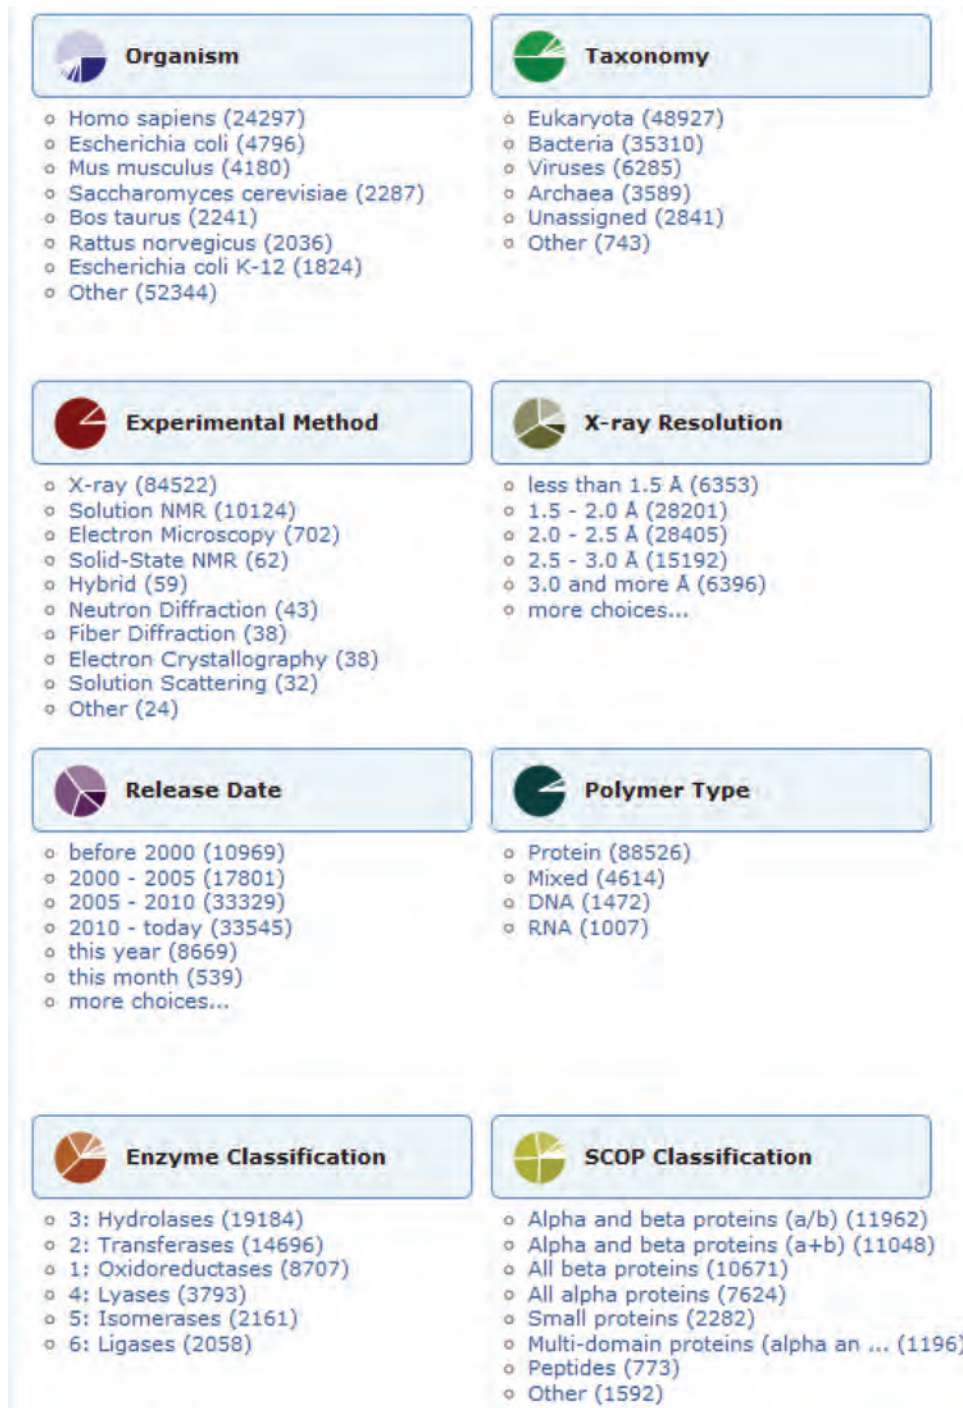 Organism
Homo sapiens (24297)
Escherichia coli (4796)
Mus musculus (4180)
Saccharomyces cerevisiae (2287)
Bos taurus (2241)
Rattus norvegicus (2036)
Escherichia coli K-12 (1824)
Other (52344)
Taxonomy
Eukaryota (48927)
Bacteria (35310)
Viruses (6285)
Archaea (3589)
Unassigned (2841)
Other (743)
Experimental Method
X-ray (84522)
Solution NMR (10124)
Electron Microscopy (702)
Solid-State NMR (62)
Hybrid (59)
Neutron Diffraction (43)
Fiber Diffraction (38)
Electron Crystallography (38)
Solution Scattering (32)
Other (24)
X-ray Resolution
less than 1.5 Å (6353)
1.5 - 2.0 Å (28201)
2.0 - 2.5 Å (28405)
2.5 - 3.0 Å (15192)
3.0 and more Å (6396)
more choices...
Release Date
before 2000 (10969)
2000 - 2005 (17801)
2005 - 2010 (33329)
2010 - today (33545)
this year (8669)
this month (539)
more choices...
Polymer Type
Protein (88526)
Mixed (4614)
DNA (1472)
RNA (1007)
Enzyme Classification
3: Hydrolases (19184)
2: Transferases (14696)
1: Oxidoreductases (8707)
4: Lyases (3793)
5: Isomerases (2161)
6: Ligases (2058)
SCOP Classification
Alpha and beta proteins (a/b) (11962)
Alpha and beta proteins (a+b) (11048)
All beta proteins (10671)
All alpha proteins (7624)
Small proteins (2282)
Multi-domain proteins (alpha an ... (1196)
Peptides (773)
Other (1592)